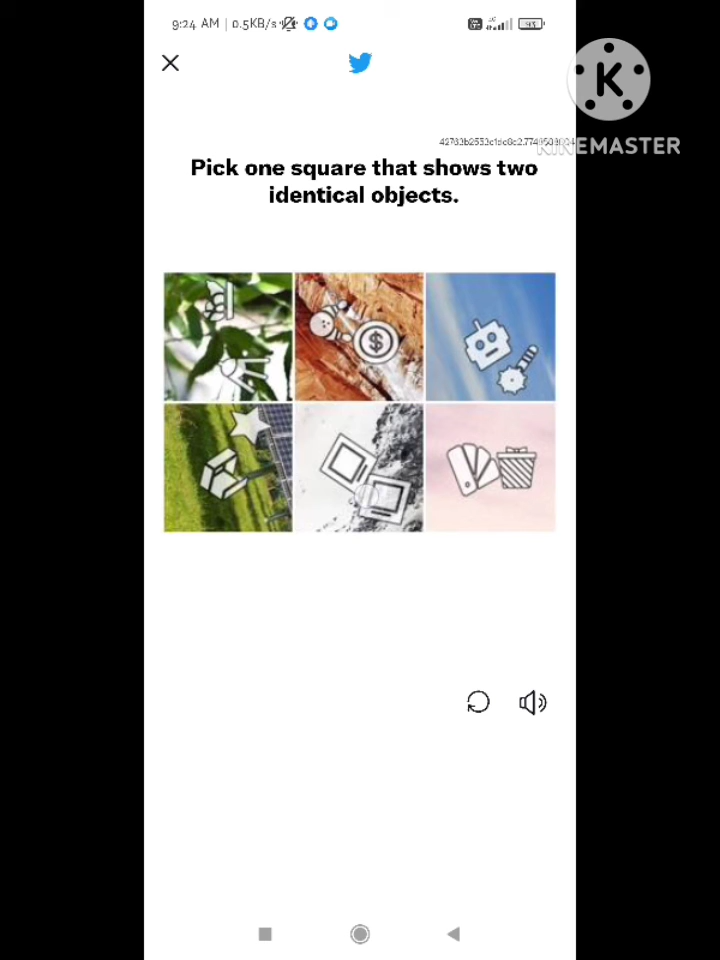 9:24 AM | 0.5KB/s
KINEMASTER
Pick one square that shows two
identical objects.
$